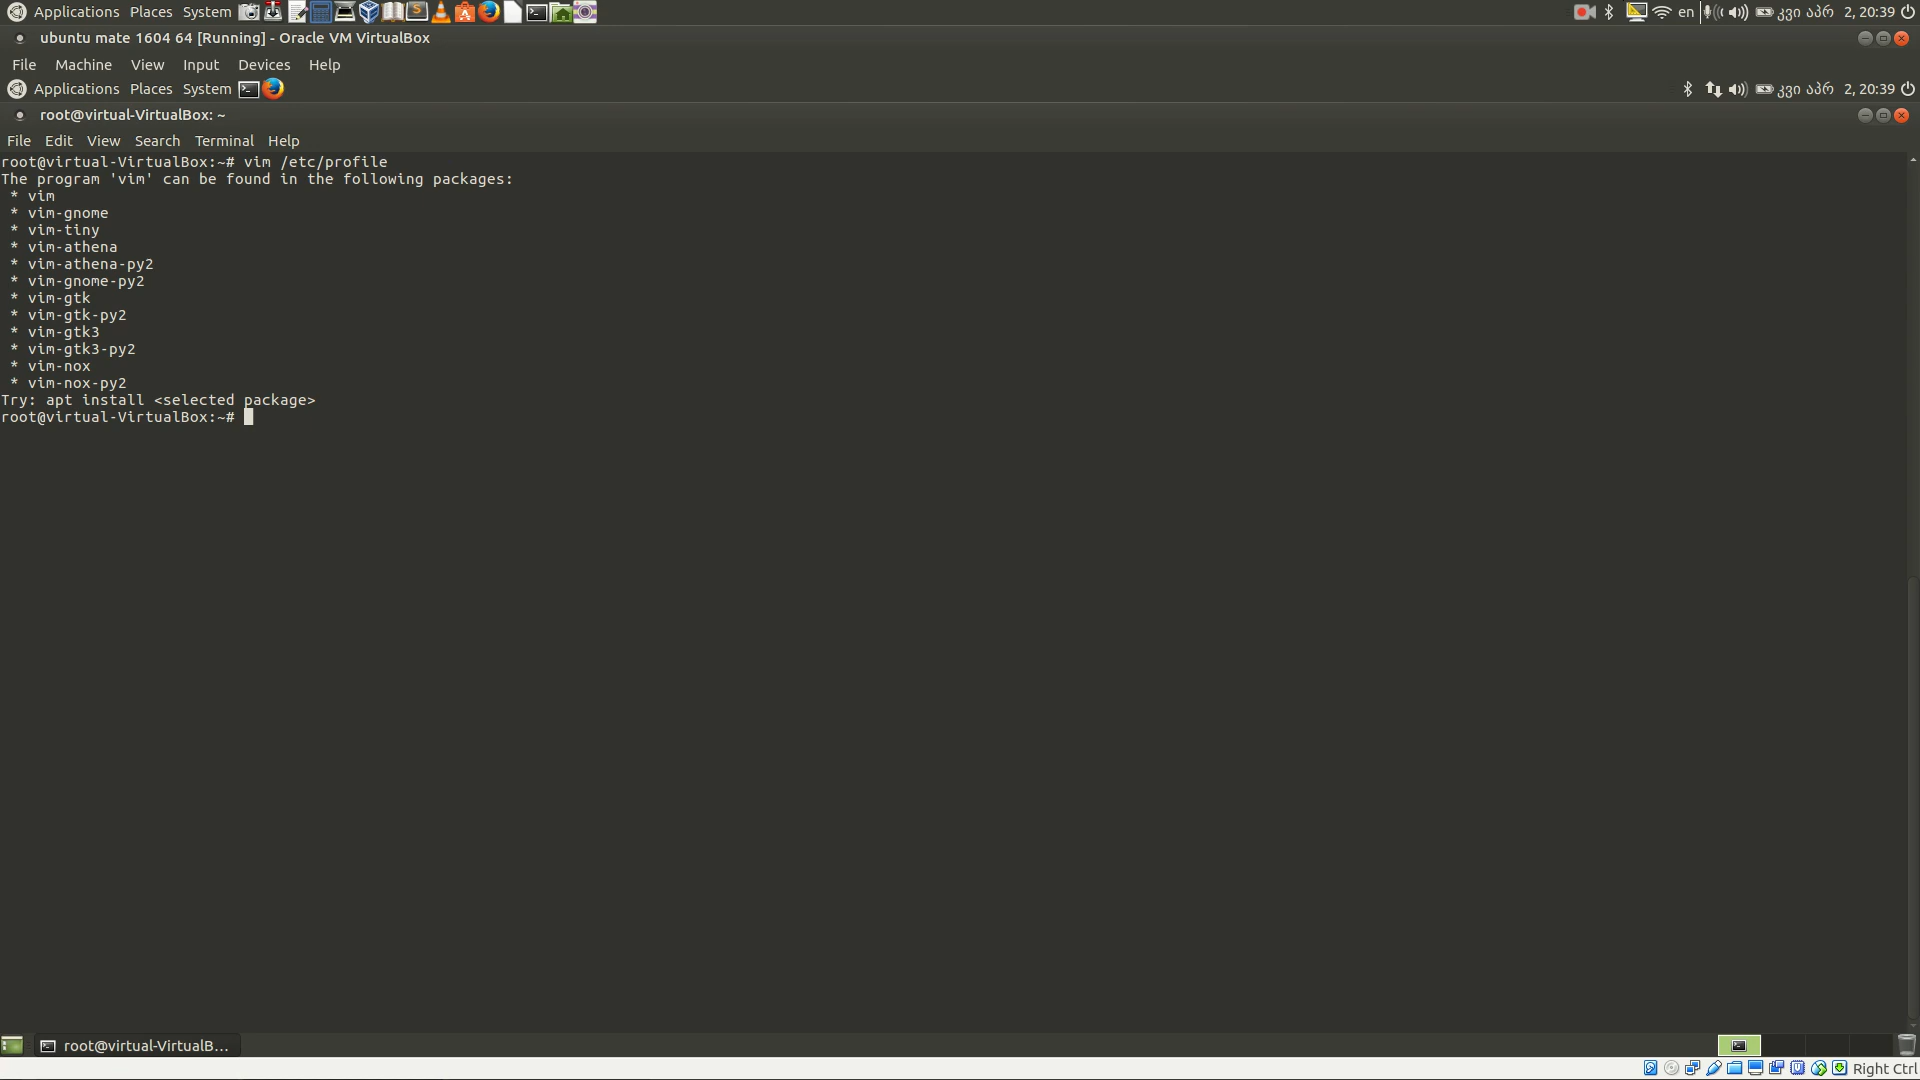 Applications Places System en კვი აპრ 2, 20:39
ubuntu mate 1604 64 [Running] - Oracle VM VirtualBox
File Machine View Input Devices Help
Applications Places System კვი აპრ 2, 20:39
root@virtual-VirtualBox: ~
File Edit View Search Terminal Help
root@virtual-VirtualBox:~# vim /etc/profile
The program 'vim' can be found in the following packages:
* vim
* vim-gnome
* vim-tiny
* vim-athena
* vim-athena-py2
* vim-gnome-py2
* vim-gtk
* vim-gtk-py2
* vim-gtk3
* vim-gtk3-py2
* vim-nox
* vim-nox-py2
Try: apt install <selected package>
root@virtual-VirtualBox:~#
root@virtual-VirtualB...
Right Ctrl